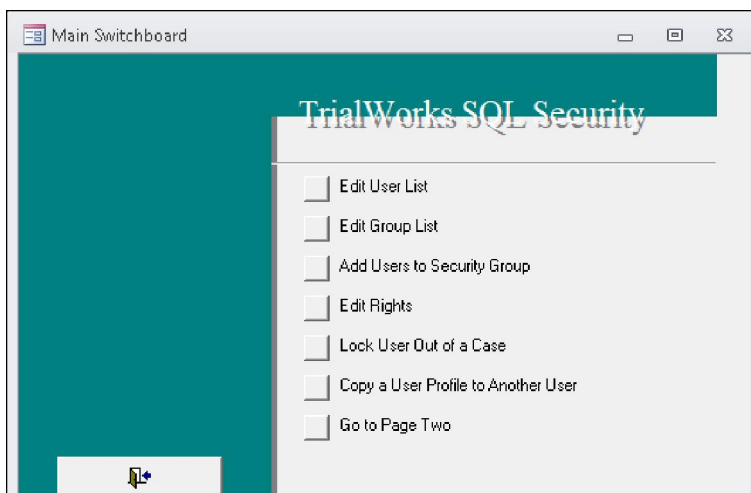 Main Switchboard
TrialWorks SQL Security
Edit User List
Edit Group List
Add Users to Security Group
Edit Rights
Lock User Out of a Case
Copy a User Profile to Another User
Go to Page Two